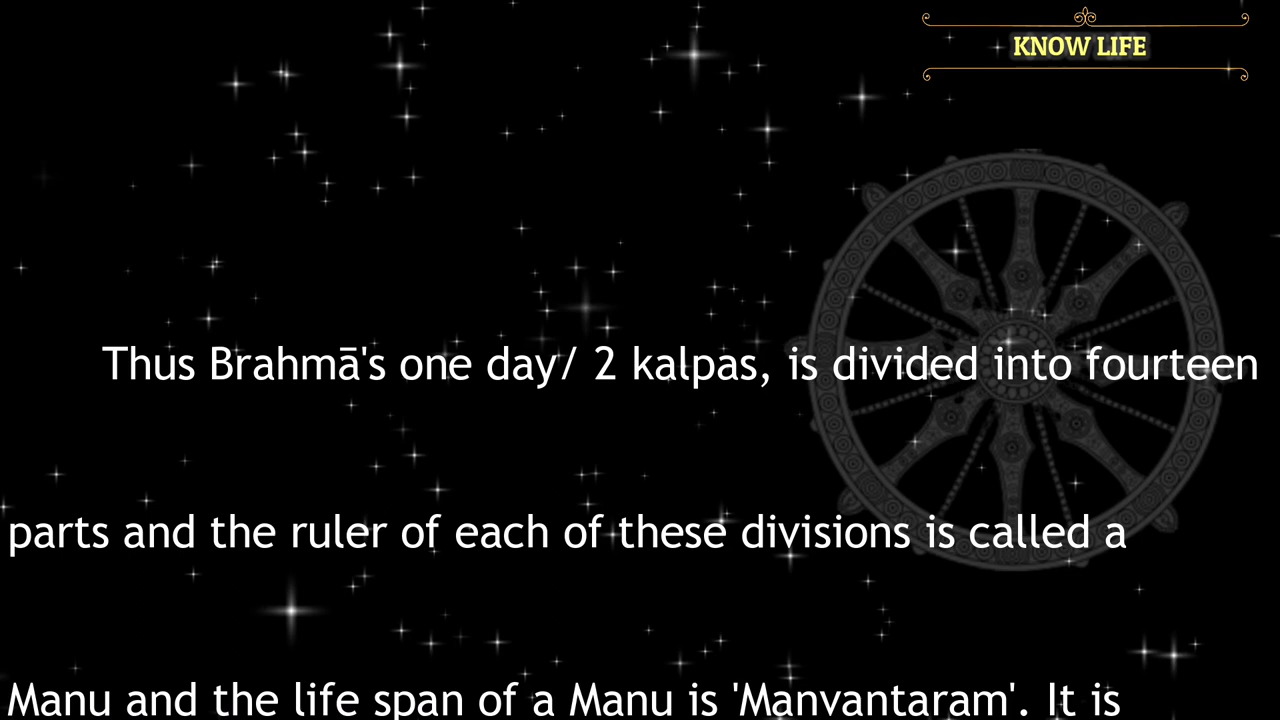 KNOW LIFE
Thus Brahmā's one day/ 2 kalpas, is divided into fourteen
parts and the ruler of each of these divisions is called a
Manu and the life span of a Manu is 'Manvantaram'. It is